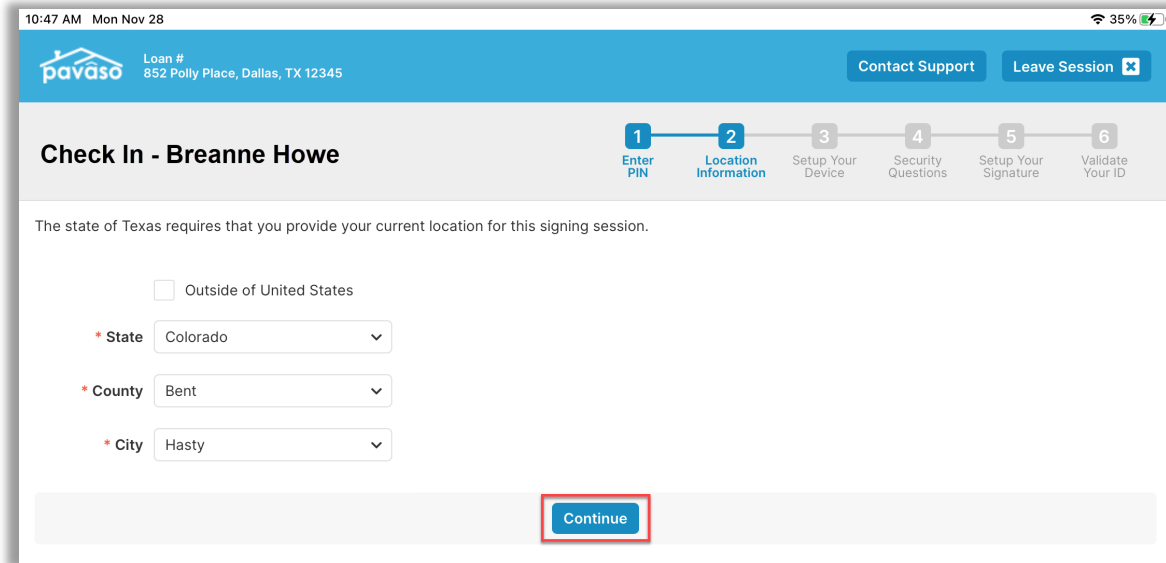 10:47 AM Mon Nov 28
35%
pavaso
Loan #
852 Polly Place, Dallas, TX 12345
Contact Support
Leave Session
Check In - Breanne Howe
1
Enter
PIN
2
Location
Information
3
Setup Your
Device
4
Security
Questions
5
Setup Your
Signature
6
Validate
Your ID
The state of Texas requires that you provide your current location for this signing session.
Outside of United States
* State Colorado
* County Bent
* City Hasty
Continue